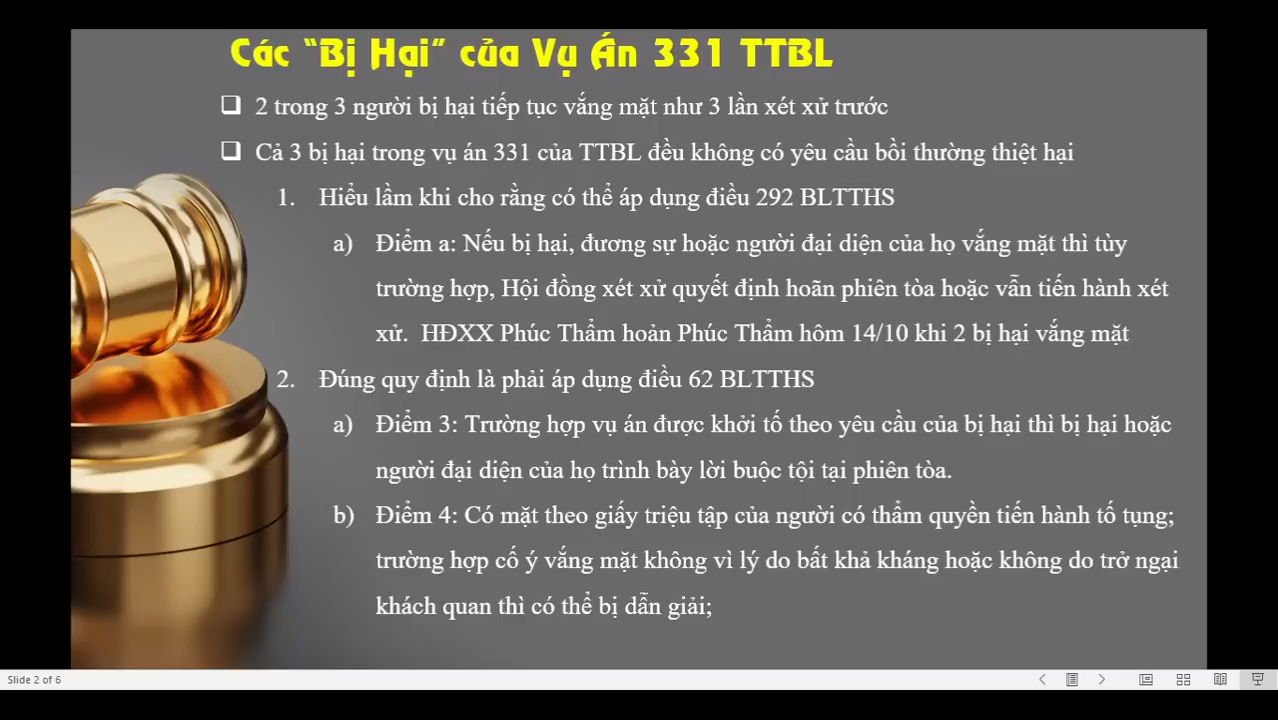 Các “Bị Hại” của Vụ Án 331 TTBL
❑ 2 trong 3 người bị hại tiếp tục vắng mặt như 3 lần xét xử trước
❑ Cả 3 bị hại trong vụ án 331 của TTBL đều không có yêu cầu bồi thường thiệt hại
1. Hiểu lầm khi cho rằng có thể áp dụng điều 292 BLTTHS
a) Điểm a: Nếu bị hại, đương sự hoặc người đại diện của họ vắng mặt thì tùy
trường hợp, Hội đồng xét xử quyết định hoãn phiên tòa hoặc vẫn tiến hành xét
xử. HĐXX Phúc Thẩm hoản Phúc Thẩm hôm 14/10 khi 2 bị hại vắng mặt
2. Đúng quy định là phải áp dụng điều 62 BLTTHS
a) Điểm 3: Trường hợp vụ án được khởi tố theo yêu cầu của bị hại thì bị hại hoặc
người đại diện của họ trình bày lời buộc tội tại phiên tòa.
b) Điểm 4: Có mặt theo giấy triệu tập của người có thẩm quyền tiến hành tố tụng;
trường hợp cố ý vắng mặt không vì lý do bất khả kháng hoặc không do trở ngại
khách quan thì có thể bị dẫn giải;
Slide 2 of 6